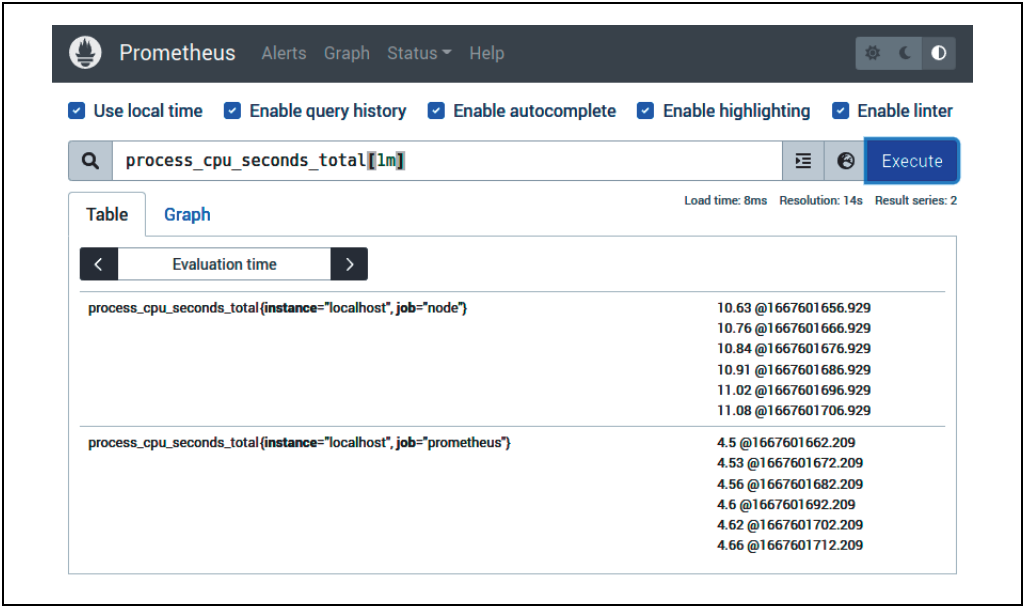 Prometheus Alerts Graph Status Help
Use local time Enable query history Enable autocomplete Enable highlighting Enable linter
process_cpu_seconds_total[1m] Execute
Load time: 8ms Resolution: 14s Result series: 2
Table Graph
Evaluation time
process_cpu_seconds_total{instance="localhost", job="node"} 10.63 @1667601656.929
10.76 @1667601666.929
10.84 @1667601676.929
10.91 @1667601686.929
11.02 @1667601696.929
11.08 @1667601706.929
process_cpu_seconds_total{instance="localhost", job="prometheus"} 4.5 @1667601662.209
4.53 @1667601672.209
4.56 @1667601682.209
4.6 @1667601692.209
4.62 @1667601702.209
4.66 @1667601712.209